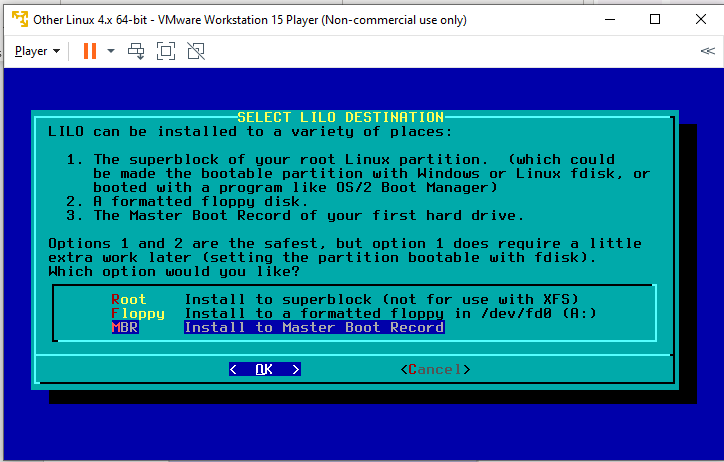 Other Linux 4.x 64-bit - VMware Workstation 15 Player (Non-commercial use only)
Player
SELECT LILO DESTINATION
LILO can be installed to a variety of places:
1. The superblock of your root Linux partition.  (which could
be made the bootable partition with Windows or Linux fdisk, or
booted with a program like OS/2 Boot Manager)
2. A formatted floppy disk.
3. The Master Boot Record of your first hard drive.
Options 1 and 2 are the safest, but option 1 does require a little
extra work later (setting the partition bootable with fdisk).
Which option would you like?
Root    Install to superblock (not for use with XFS)
Floppy  Install to a formatted floppy in /dev/fd0 (A:)
MBR     Install to Master Boot Record
<  OK  >    <Cancel>